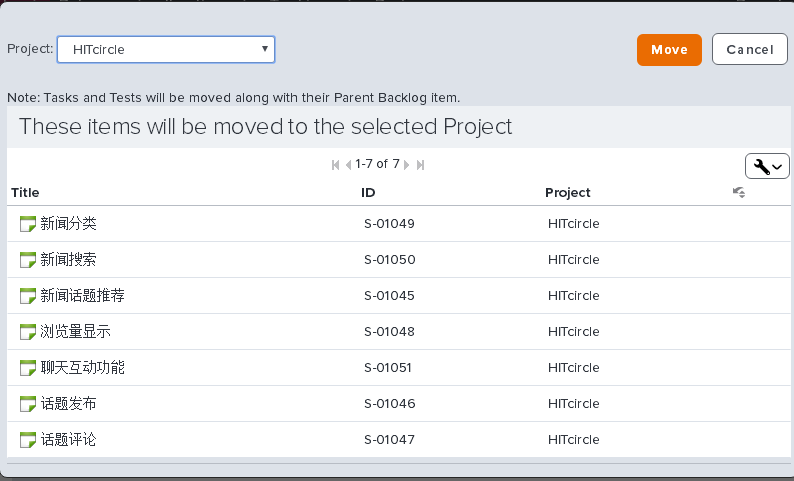 Project: HITcircle Move Cancel
Note: Tasks and Tests will be moved along with their Parent Backlog item.
These items will be moved to the selected Project
1-7 of 7
Title ID Project
新闻分类 S-01049 HITcircle
新闻搜索 S-01050 HITcircle
新闻话题推荐 S-01045 HITcircle
浏览量显示 S-01048 HITcircle
聊天互动功能 S-01051 HITcircle
话题发布 S-01046 HITcircle
话题评论 S-01047 HITcircle